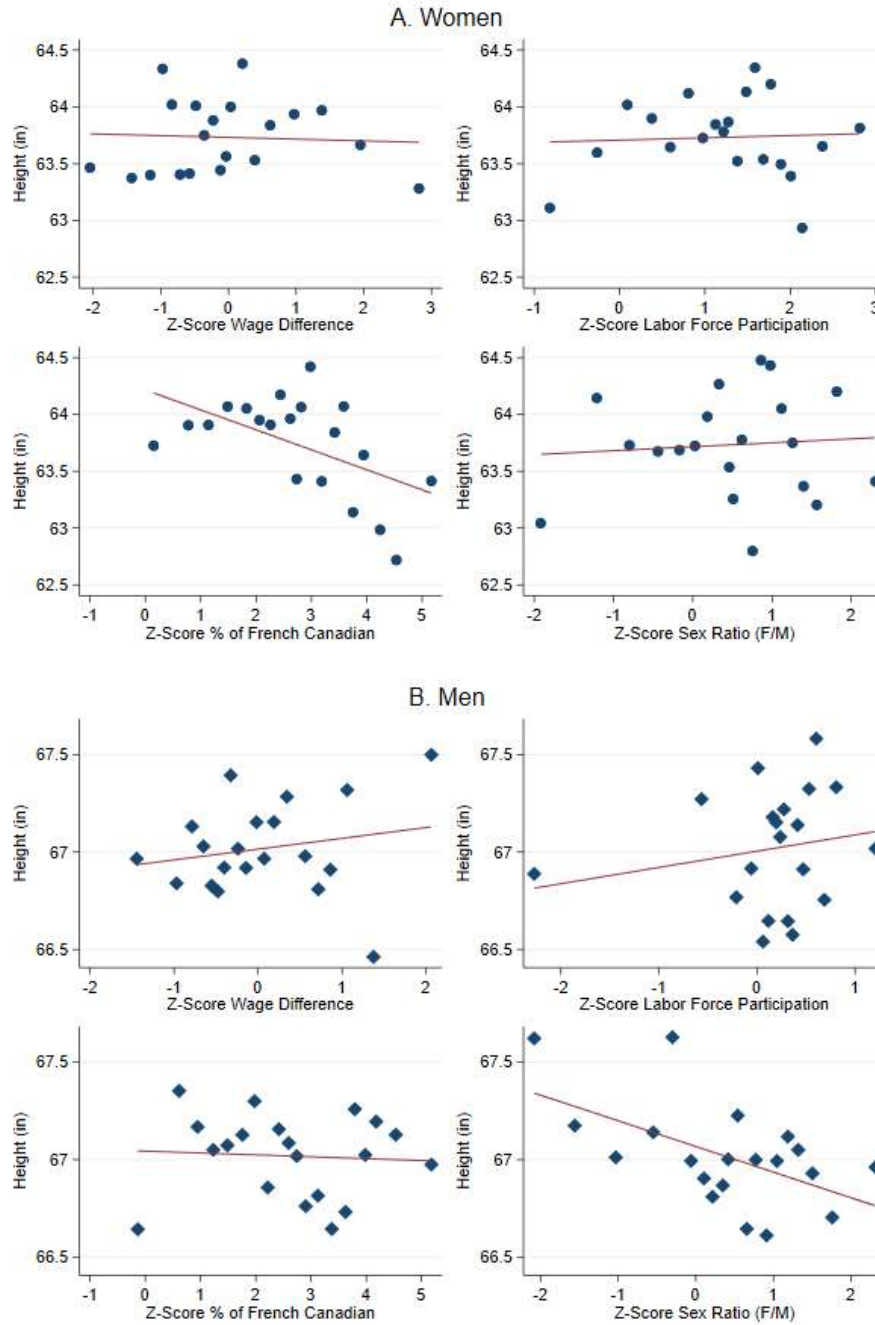 A. Women
64.5
64
63.5
63
62.5
Height (in)
-2 -1 0 1 2 3
Z-Score Wage Difference
64.5
64
63.5
63
62.5
Height (in)
-1 0 1 2 3
Z-Score Labor Force Participation
64.5
64
63.5
63
62.5
Height (in)
-1 0 1 2 3 4 5
Z-Score % of French Canadian
64.5
64
63.5
63
62.5
Height (in)
-2 -1 0 1 2
Z-Score Sex Ratio (F/M)
B. Men
67.5
67
66.5
Height (in)
-2 -1 0 1 2
Z-Score Wage Difference
67.5
67
66.5
Height (in)
-2 -1 0 1
Z-Score Labor Force Participation
67.5
67
66.5
Height (in)
-1 0 1 2 3 4 5
Z-Score % of French Canadian
67.5
67
66.5
Height (in)
-2 -1 0 1 2
Z-Score Sex Ratio (F/M)